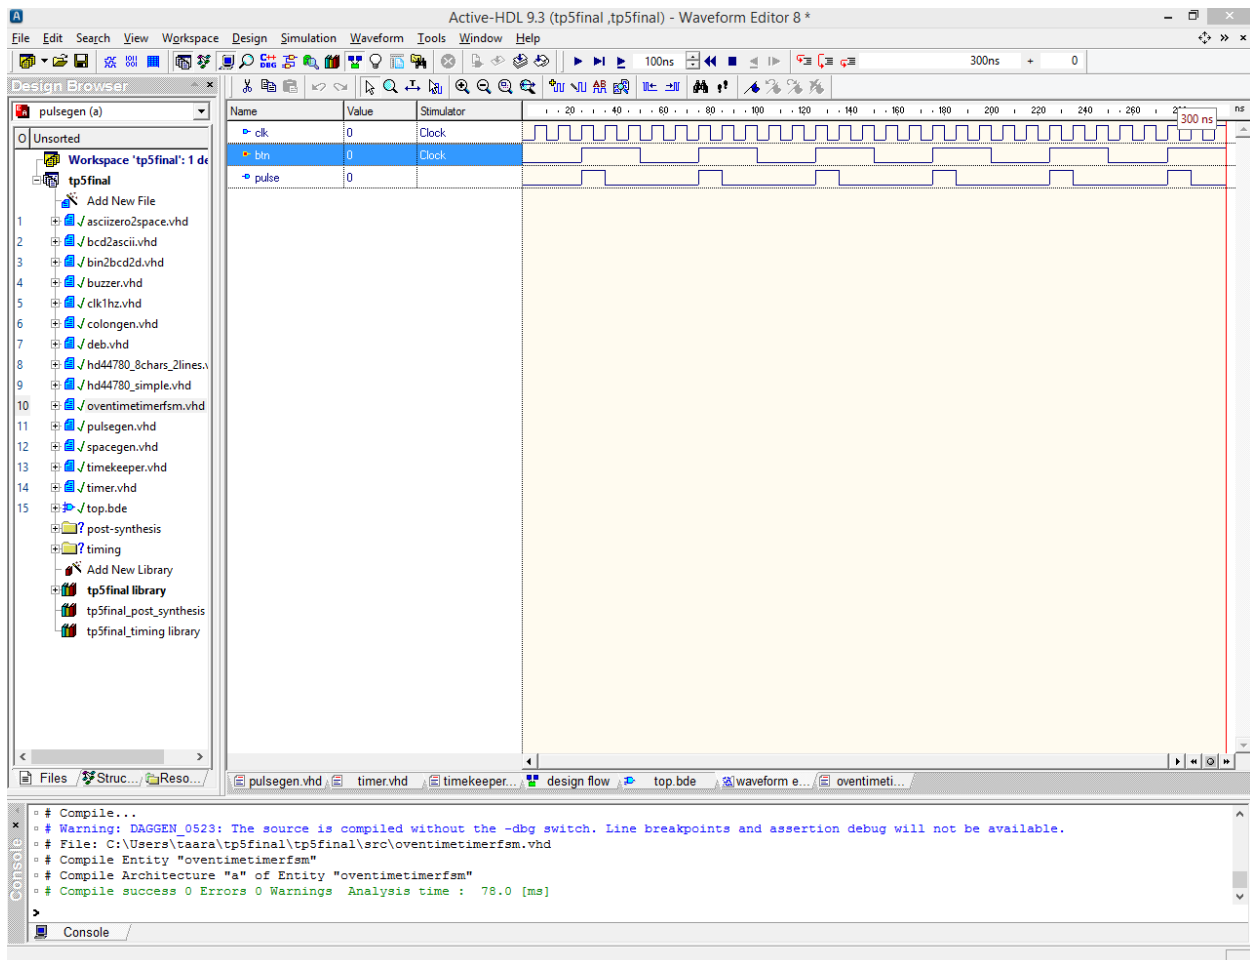 Active-HDL 9.3 (tp5final ,tp5final) - Waveform Editor 8 *
File Edit Search View Workspace Design Simulation Waveform Tools Window Help
100ns 300ns + 0
Design Browser
pulsegen (a)
O Unsorted
Workspace 'tp5final': 1 de
tp5final
Add New File
1 asciizero2space.vhd
2 bcd2ascii.vhd
3 bin2bcd2d.vhd
4 buzzer.vhd
5 clk1hz.vhd
6 colongen.vhd
7 deb.vhd
8 hd44780_8chars_2lines.v
9 hd44780_simple.vhd
10 oventimetimerfsm.vhd
11 pulsegen.vhd
12 spacegen.vhd
13 timekeeper.vhd
14 timer.vhd
15 top.bde
post-synthesis
timing
Add New Library
tp5final library
tp5final_post_synthesis
tp5final_timing library
Files Struc... Reso...
Name Value Stimulator 20 40 60 80 100 120 140 160 180 200 220 240 260 ns
300 ns
clk 0 Clock
btn 0 Clock
pulse 0
pulsegen.vhd timer.vhd timekeeper... design flow top.bde waveform e... oventimeti...
Console
# Compile...
# Warning: DAGGEN_0523: The source is compiled without the -dbg switch. Line breakpoints and assertion debug will not be available.
# File: C:\Users\taara\tp5final\tp5final\src\oventimetimerfsm.vhd
# Compile Entity "oventimetimerfsm"
# Compile Architecture "a" of Entity "oventimetimerfsm"
# Compile success 0 Errors 0 Warnings Analysis time : 78.0 [ms]
>
Console